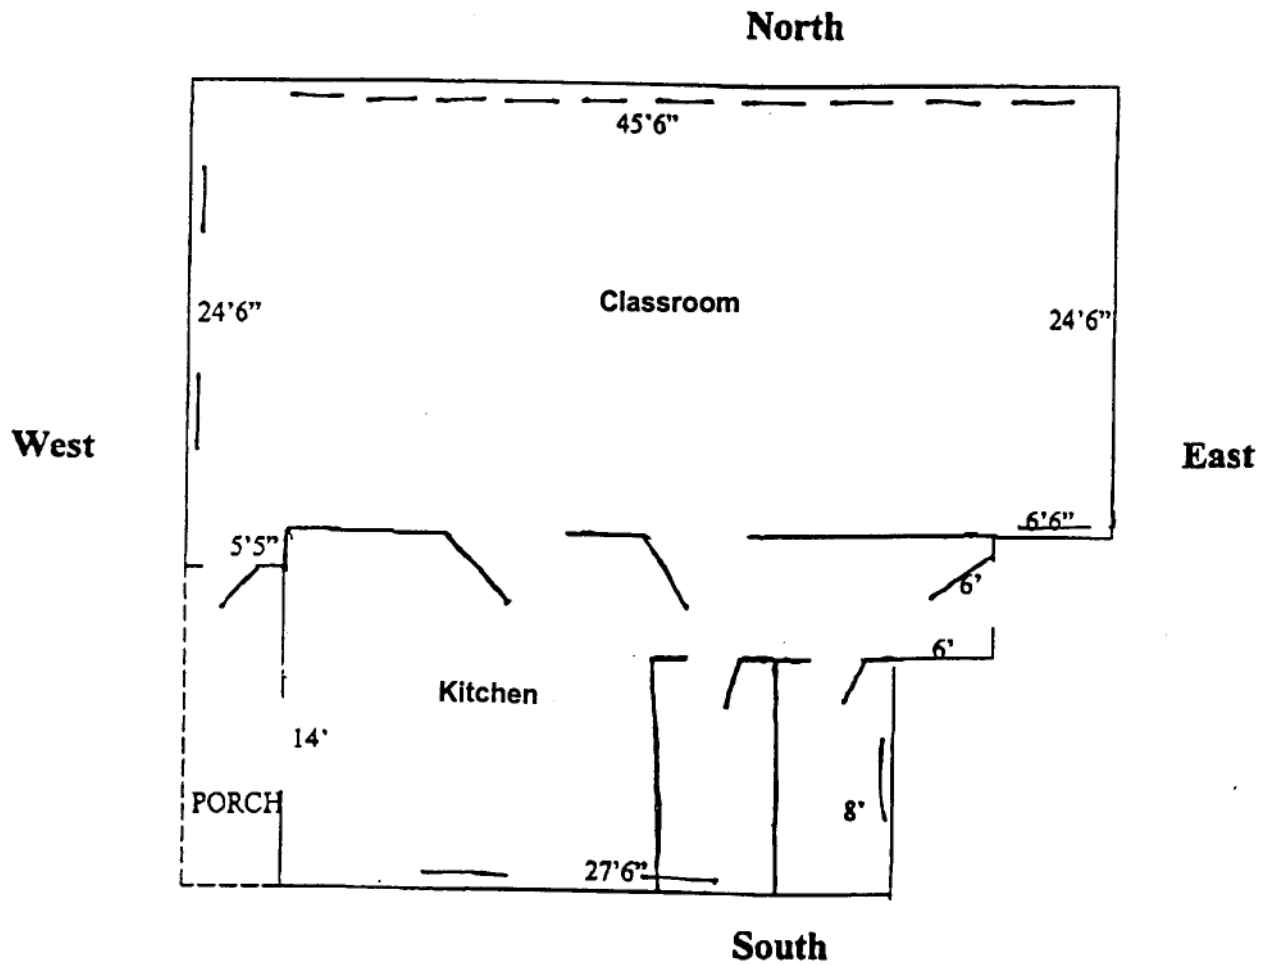 North
45'6"
24'6"
Classroom
24'6"
West
East
6'6"
5'5"
6'
6'
Kitchen
14'
PORCH
8'
27'6"
South